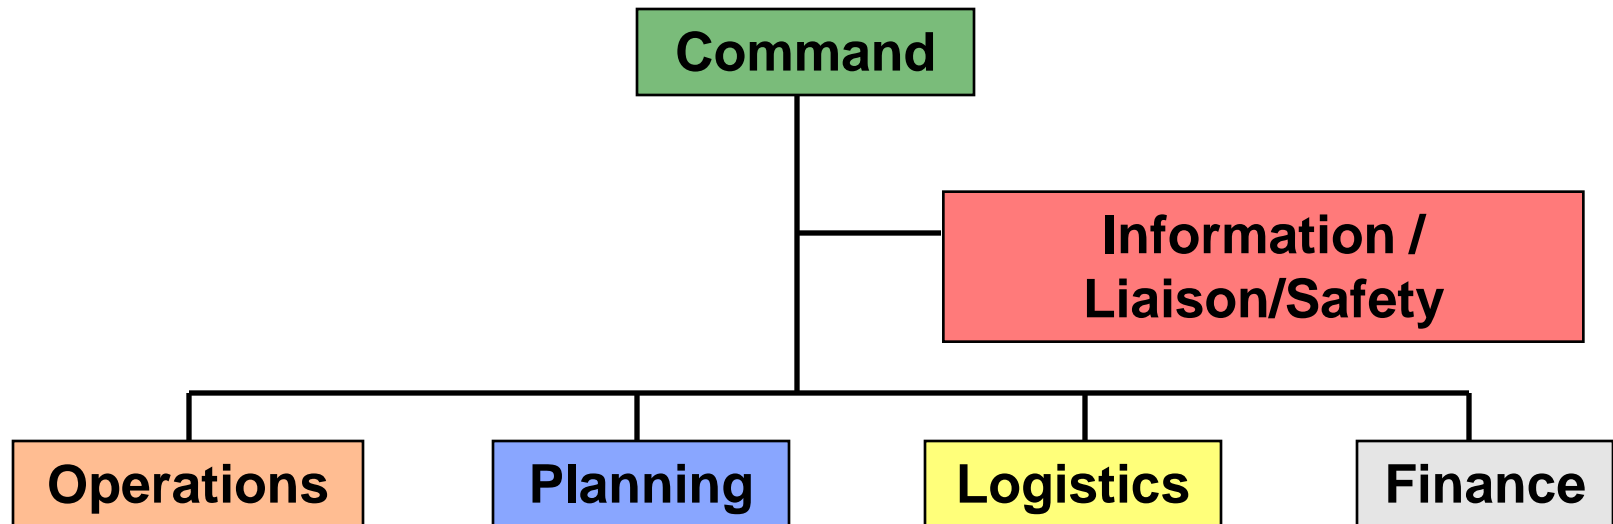 Command
Information /
Liaison/Safety
Operations
Planning
Logistics
Finance